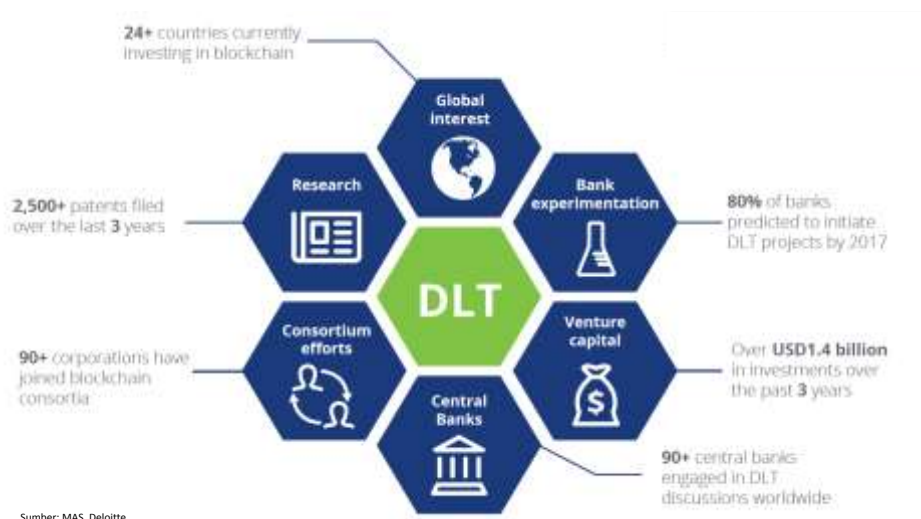 24+ countries currently
investing in blockchain
Global
interest
Research
2,500+ patents filed
over the last 3 years
Bank
experimentation
80% of banks
predicted to initiate
DLT projects by 2017
DLT
Consortium
efforts
90+ corporations have
joined blockchain
consortia
Venture
capital
$
Over USD1.4 billion
in investments over
the past 3 years
Central
Banks
90+ central banks
engaged in DLT
discussions worldwide
Sumber: MAS, Deloitte